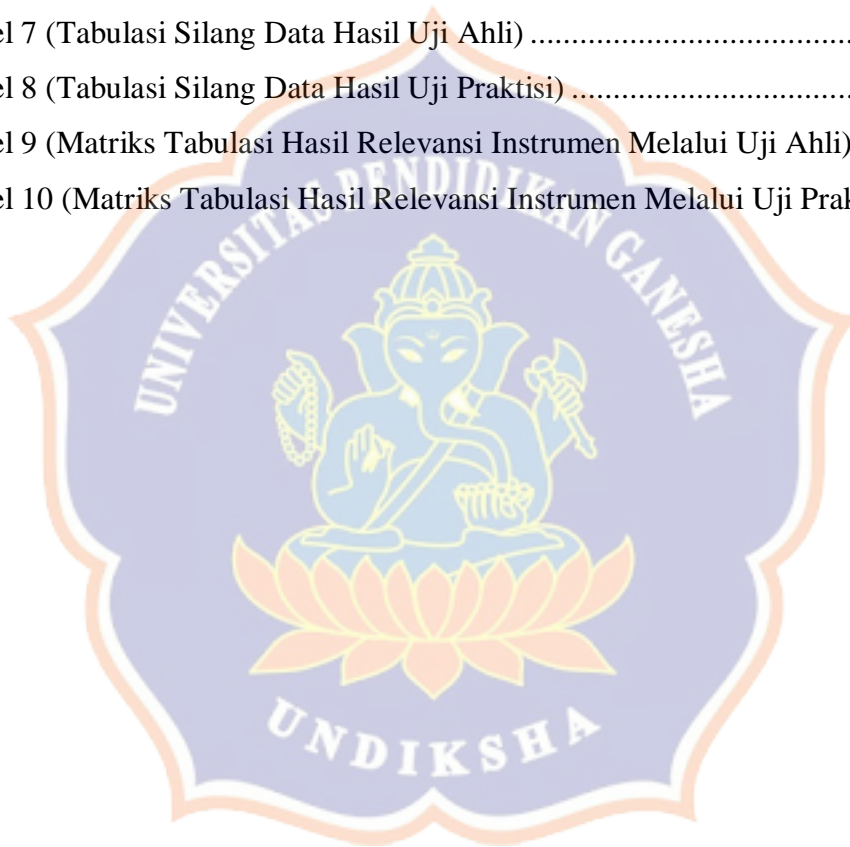 el 7 (Tabulasi Silang Data Hasil Uji Ahli) ....................................
el 8 (Tabulasi Silang Data Hasil Uji Praktisi) ...............................
el 9 (Matriks Tabulasi Hasil Relevansi Instrumen Melalui Uji Ahli)
el 10 (Matriks Tabulasi Hasil Relevansi Instrumen Melalui Uji Prak
UNIVERSITAS PENDIDIKAN GANESHA
UNDIKSHA